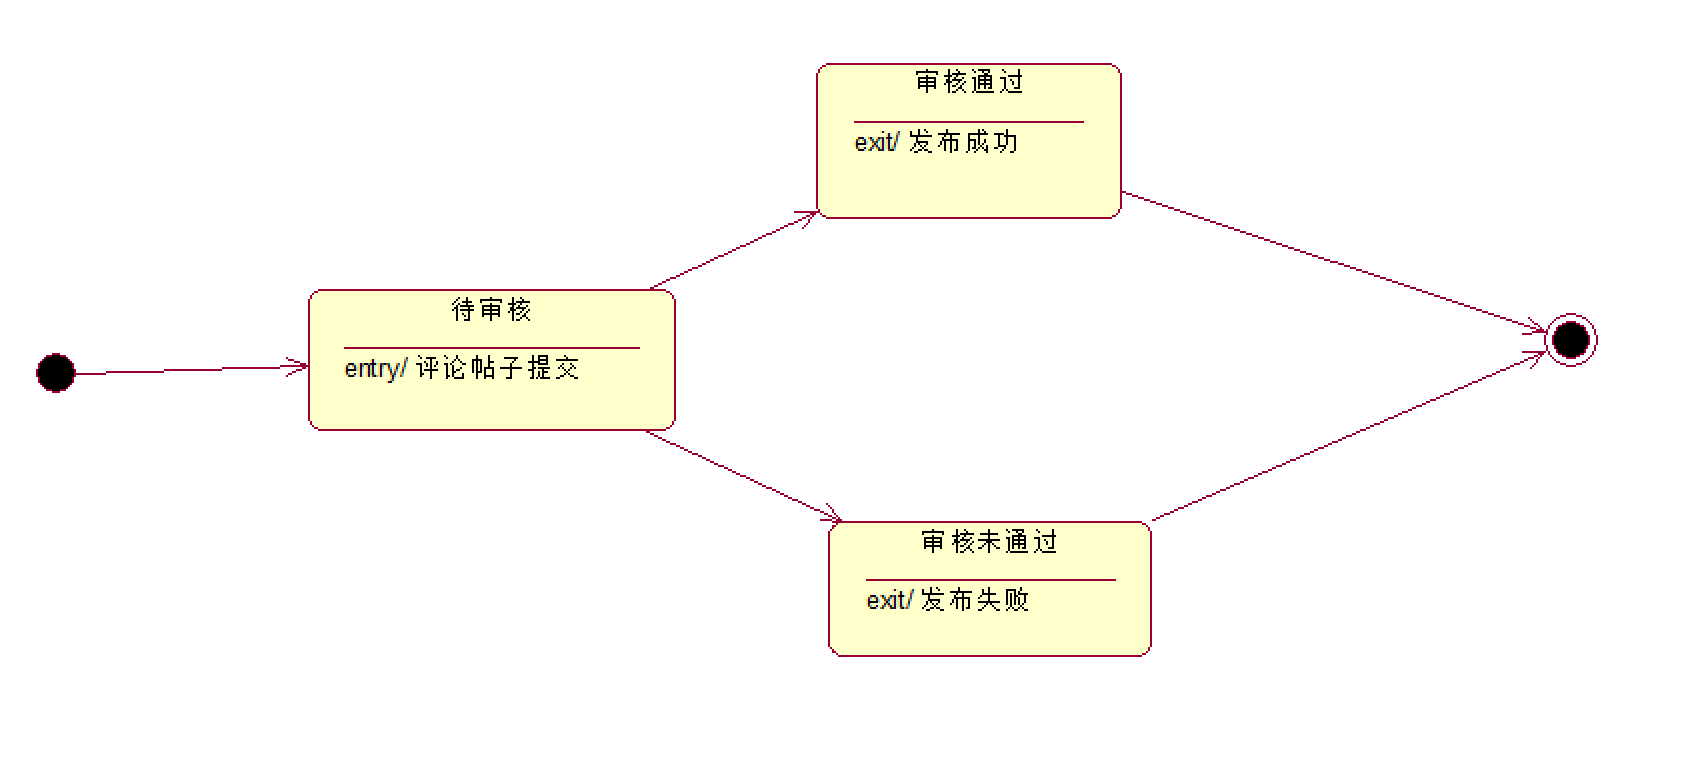 审核通过
exit/ 发布成功
待审核
entry/ 评论帖子提交
审核未通过
exit/ 发布失败